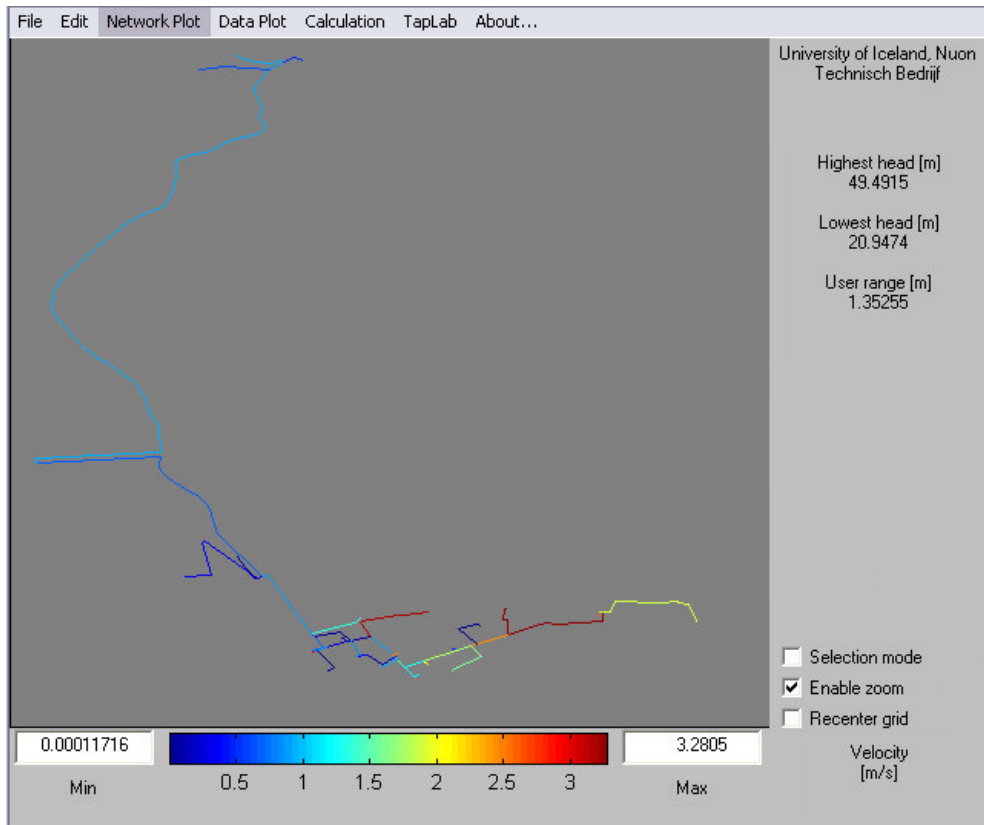 File Edit Network Plot Data Plot Calculation TapLab About...
University of Iceland, Nuon
Technisch Bedrijf
Highest head [m]
49.4915
Lowest head [m]
20.9474
User range [m]
1.35255
Selection mode
Enable zoom
Recenter grid
0.00011716
3.2805
Velocity
[m/s]
0.5 1 1.5 2 2.5 3
Min
Max